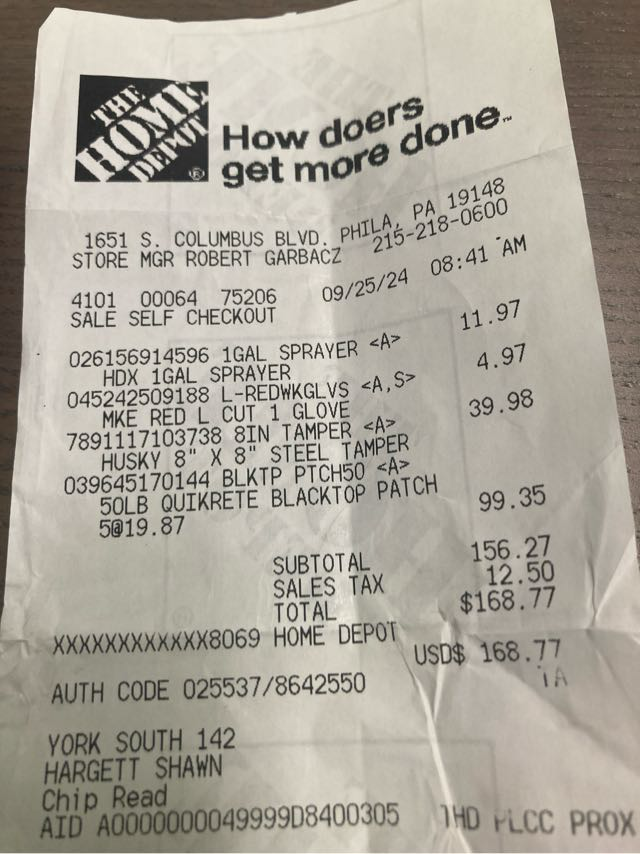 THE
HOME
DEPOT
®
How doers
get more done.™
1651 S. COLUMBUS BLVD. PHILA, PA 19148
STORE MGR ROBERT GARBACZ 215-218-0600
4101 00064 75206 09/25/24 08:41 AM
SALE SELF CHECKOUT
026156914596 1GAL SPRAYER <A> 11.97
HDX 1GAL SPRAYER
045242509188 L-REDWKGLVS <A,S> 4.97
MKE RED L CUT 1 GLOVE
7891117103738 8IN TAMPER <A> 39.98
HUSKY 8" X 8" STEEL TAMPER
039645170144 BLKTP PTCH50 <A>
50LB QUIKRETE BLACKTOP PATCH
5@19.87 99.35
SUBTOTAL 156.27
SALES TAX 12.50
TOTAL $168.77
XXXXXXXXXXXX8069 HOME DEPOT
USD$ 168.77
AUTH CODE 025537/8642550 TA
YORK SOUTH 142
HARGETT SHAWN
Chip Read
AID A0000000049999D8400305 THD PLCC PROX